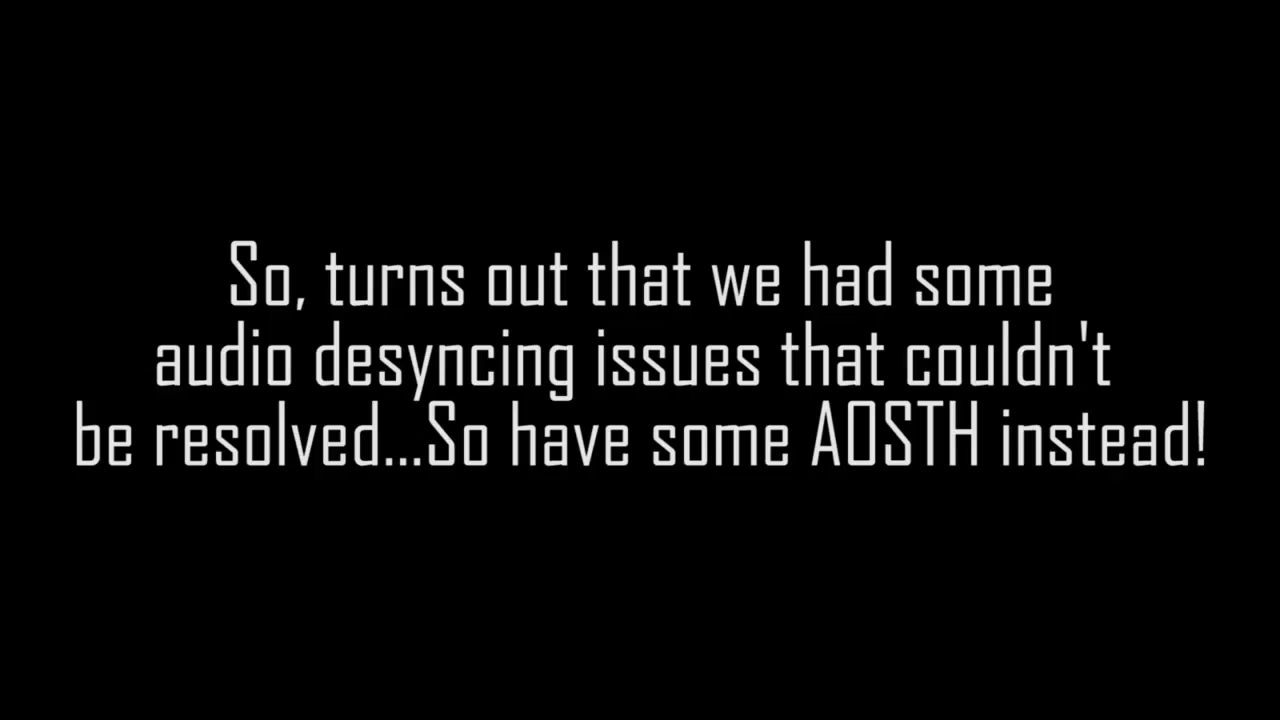 So, turns out that we had some
audio desyncing issues that couldn't
be resolved...So have some AOSTH instead!